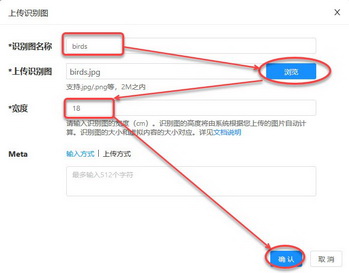 上传识别图
*识别图名称 birds
*上传识别图 birds.jpg 浏览
支持.jpg/.png等，2M之内
*宽度 18
请输入识别图的宽度（cm）。识别图的高度将由系统根据您上传的图片自动计
算。识别图的大小和虚拟内容的大小对应。详见文档说明
Meta 输入方式 | 上传方式
最多输入512个字符
确 认 取 消